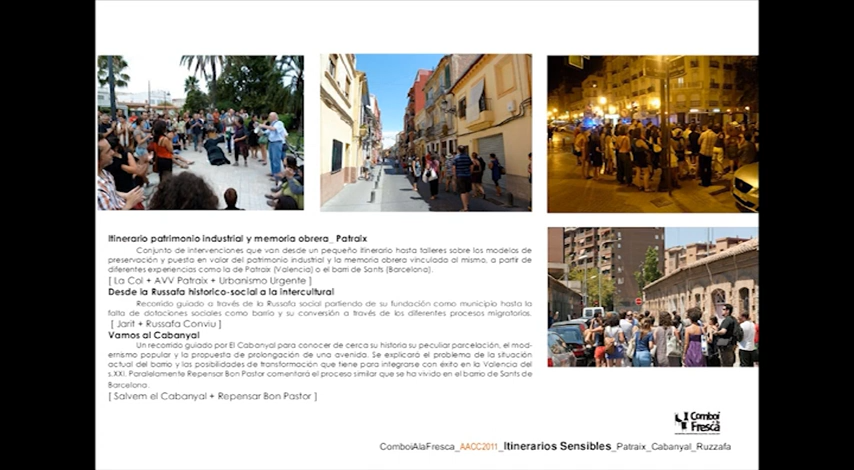 Itinerario patrimonio industrial y memoria obrera_ Patraix
Conjunto de intervenciones que van desde un pequeño itinerario hasta talleres sobre los modelos de
preservación y puesta en valor del patrimonio industrial y la memoria obrera vinculada al mismo, a partir de
diferentes experiencias como la de Patraix (Valencia) o el barri de Sants (Barcelona).
[ La Col + AVV Patraix + Urbanismo Urgente ]
Desde la Russafa historico-social a la intercultural
Recorrido guiado a través de la Russafa social partiendo de su fundación como municipio hasta la
falta de dotaciones sociales como barrio y su conversión a través de los diferentes procesos migratorios.
[ Jarit + Russafa Conviu ]
Vamos al Cabanyal
Un recorrido guiado por El Cabanyal para conocer de cerca su historia su peculiar parcelación, el mod-
ernismo popular y la propuesta de prolongación de una avenida. Se explicará el problema de la situación
actual del barrio y las posibilidades de transformación que tiene para integrarse con éxito en la Valencia del
s.XXI. Paralelamente Repensar Bon Pastor comentará el proceso similar que se ha vivido en el barrio de Sants de
Barcelona.
[ Salvem el Cabanyal + Repensar Bon Pastor ]
Comboi
a la
Fresca
ComboiAlaFresca_AACC2011_Itinerarios Sensibles_Patraix_Cabanyal_Ruzzafa